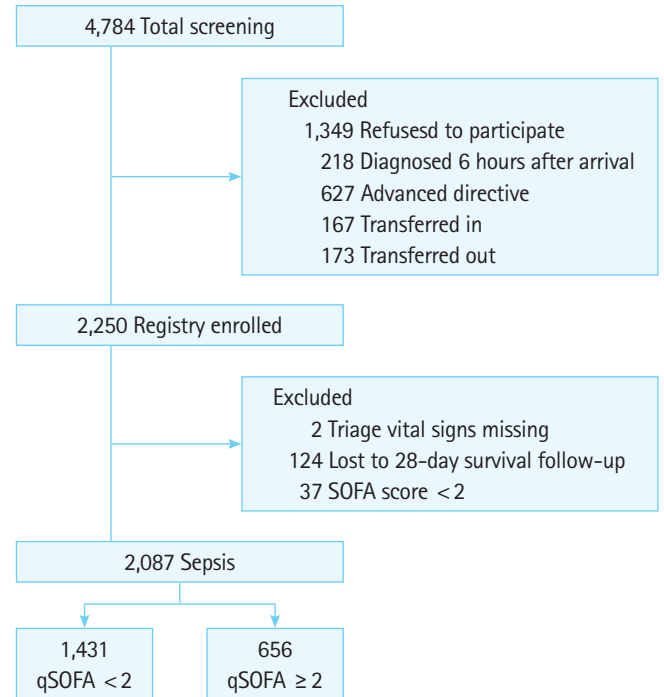 4,784 Total screening
Excluded
1,349 Refusesd to participate
218 Diagnosed 6 hours after arrival
627 Advanced directive
167 Transferred in
173 Transferred out
2,250 Registry enrolled
Excluded
2 Triage vital signs missing
124 Lost to 28-day survival follow-up
37 SOFA score <2
2,087 Sepsis
1,431
qSOFA <2
656
qSOFA ≥2